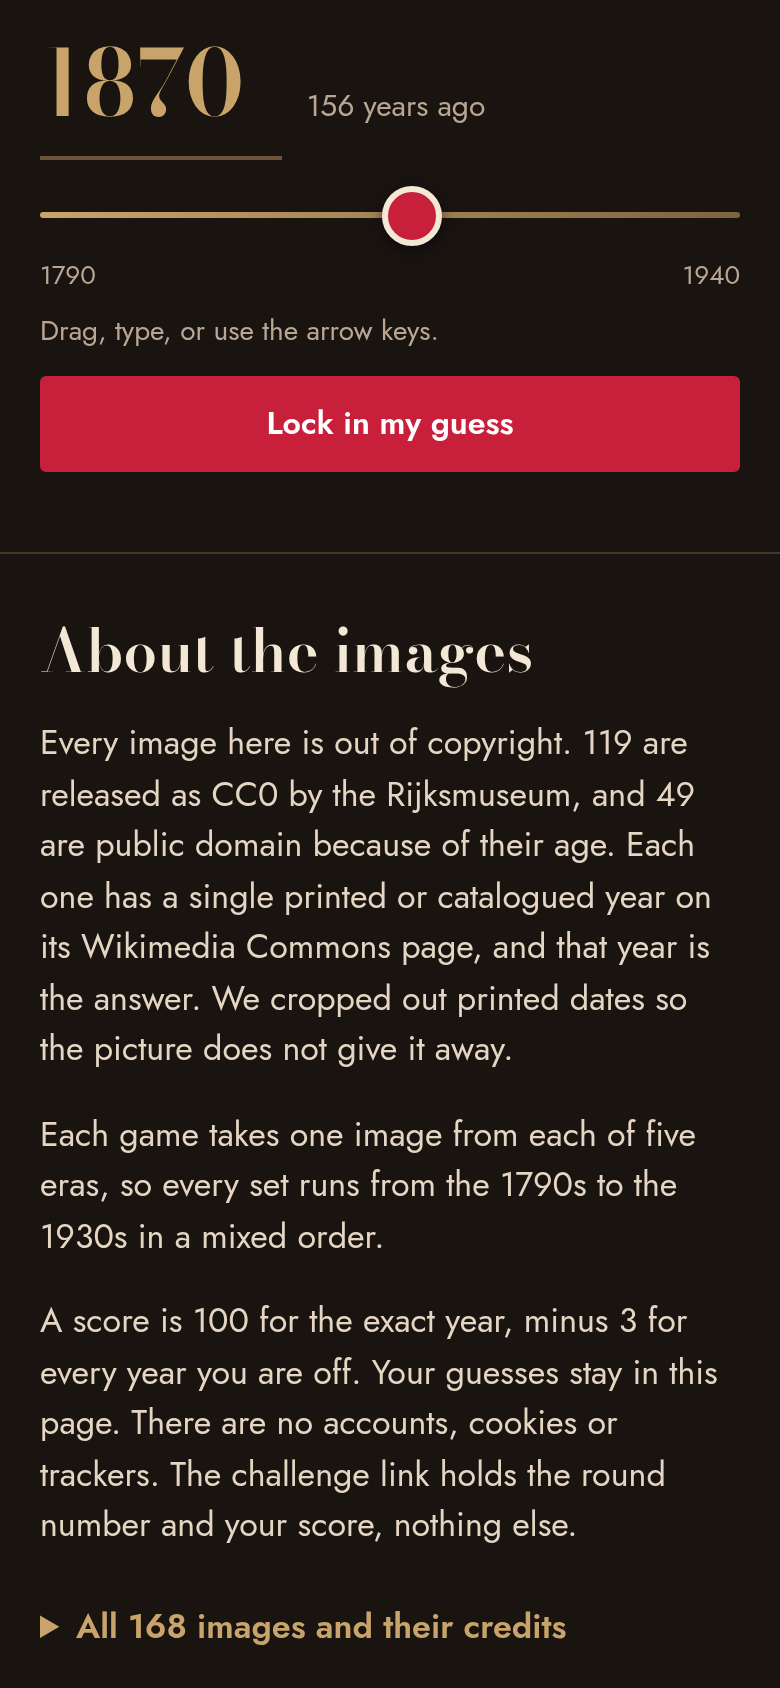 1870
156 years ago
1790
1940
Drag, type, or use the arrow keys.
Lock in my guess
About the images
Every image here is out of copyright. 119 are
released as CC0 by the Rijksmuseum, and 49
are public domain because of their age. Each
one has a single printed or catalogued year on
its Wikimedia Commons page, and that year is
the answer. We cropped out printed dates so
the picture does not give it away.
Each game takes one image from each of five
eras, so every set runs from the 1790s to the
1930s in a mixed order.
A score is 100 for the exact year, minus 3 for
every year you are off. Your guesses stay in this
page. There are no accounts, cookies or
trackers. The challenge link holds the round
number and your score, nothing else.
All 168 images and their credits